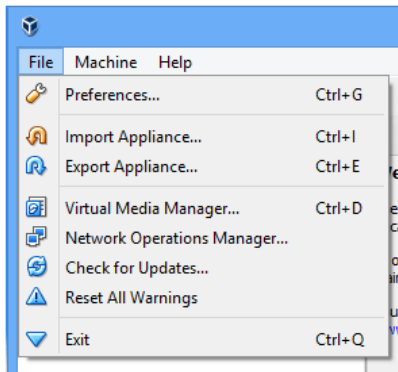 File Machine Help
Preferences... Ctrl+G
Import Appliance... Ctrl+I
Export Appliance... Ctrl+E
Virtual Media Manager... Ctrl+D
Network Operations Manager...
Check for Updates...
Reset All Warnings
Exit Ctrl+Q